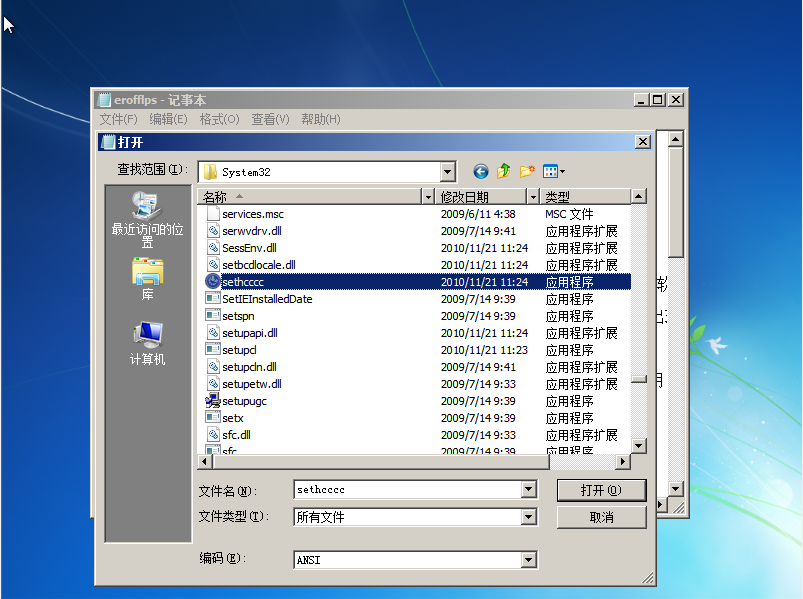 erofflps - 记事本
文件(F) 编辑(E) 格式(O) 查看(V) 帮助(H)
打开
查找范围(I): System32
最近访问的位置
库
计算机
名称 修改日期 类型
services.msc 2009/6/11 4:38 MSC 文件
serwvdrv.dll 2009/7/14 9:41 应用程序扩展
SessEnv.dll 2010/11/21 11:24 应用程序扩展
setbcdlocale.dll 2010/11/21 11:24 应用程序扩展
sethcccc 2010/11/21 11:24 应用程序
SetIEInstalledDate 2009/7/14 9:39 应用程序
setspn 2009/7/14 9:39 应用程序
setupapi.dll 2010/11/21 11:24 应用程序扩展
setupcl 2010/11/21 11:23 应用程序
setupcln.dll 2009/7/14 9:41 应用程序扩展
setupetw.dll 2009/7/14 9:33 应用程序扩展
setupugc 2009/7/14 9:39 应用程序
setx 2009/7/14 9:39 应用程序
sfc.dll 2009/7/14 9:33 应用程序扩展
sfc 2009/7/14 9:39 应用程序
文件名(N): sethcccc 打开(O)
文件类型(T): 所有文件 取消
编码(E): ANSI